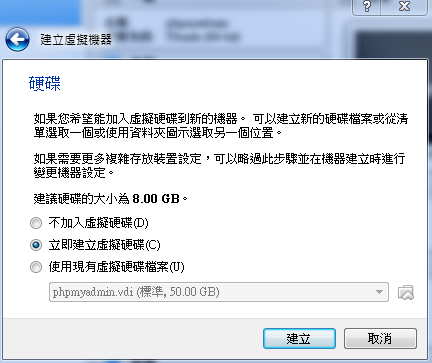 建立虛擬機器
硬碟
如果您希望能加入虛擬硬碟到新的機器。 可以建立新的硬碟檔案或從清
單選取一個或使用資料夾圖示選取另一個位置。
如果需要更多複雜存放裝置設定，可以略過此步驟並在機器建立時進行
變更機器設定。
建議硬碟的大小為 8.00 GB。
不加入虛擬硬碟(D)
立即建立虛擬硬碟(C)
使用現有虛擬硬碟檔案(U)
phpmyadmin.vdi (標準, 50.00 GB)
建立
取消